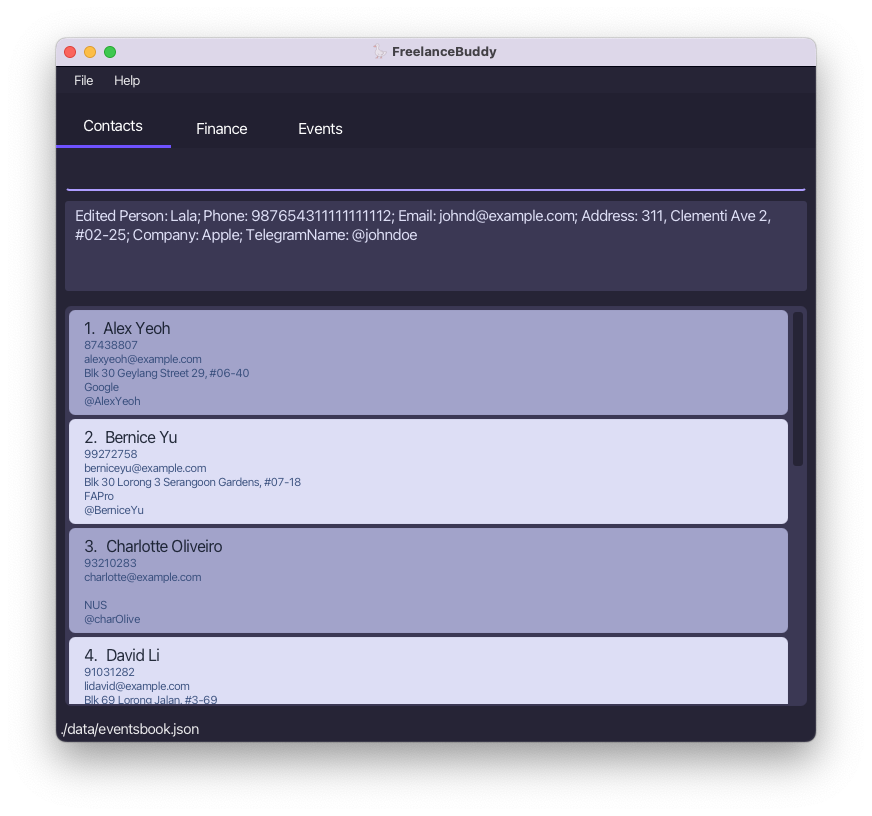 FreelanceBuddy
File Help
Contacts Finance Events
Edited Person: Lala; Phone: 987654311111111112; Email: johnd@example.com; Address: 311, Clementi Ave 2,
#02-25; Company: Apple; TelegramName: @johndoe
1. Alex Yeoh
87438807
alexyeoh@example.com
Blk 30 Geylang Street 29, #06-40
Google
@AlexYeoh
2. Bernice Yu
99272758
berniceyu@example.com
Blk 30 Lorong 3 Serangoon Gardens, #07-18
FAPro
@BerniceYu
3. Charlotte Oliveiro
93210283
charlotte@example.com
NUS
@charOlive
4. David Li
91031282
lidavid@example.com
Blk 69 Lorong Jalan, #3-69
./data/eventsbook.json